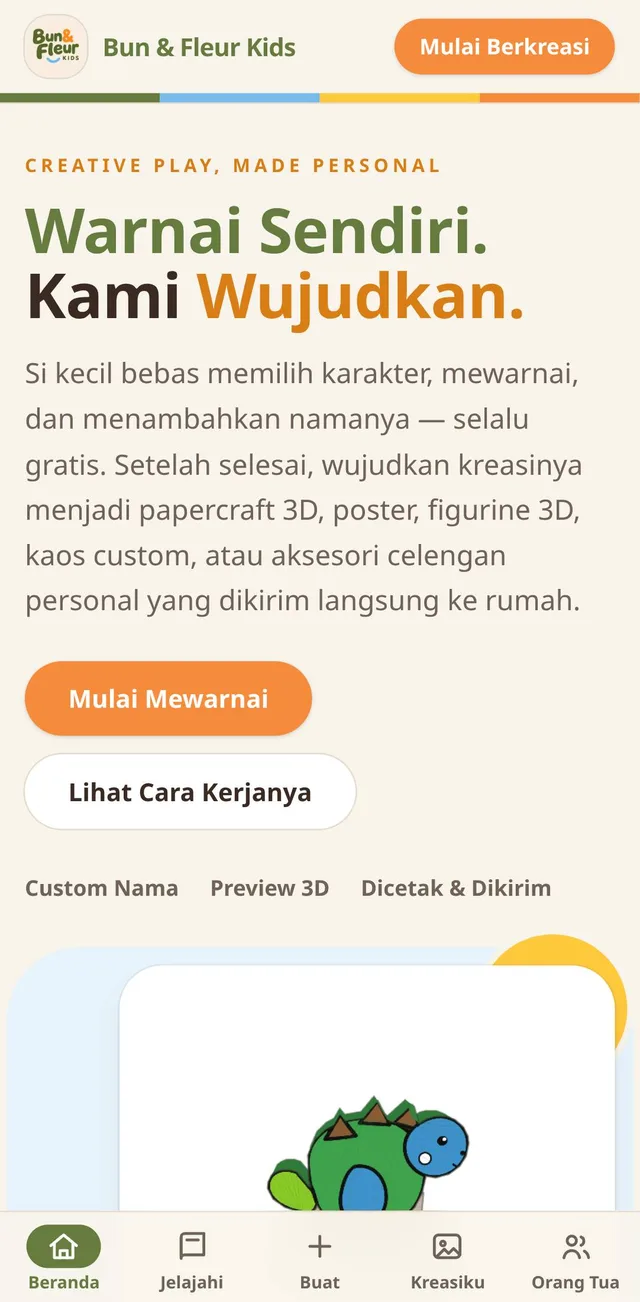 Bun&
Fleur
KIDS
Bun & Fleur Kids
Mulai Berkreasi
CREATIVE PLAY, MADE PERSONAL
Warnai Sendiri.
Kami Wujudkan.
Si kecil bebas memilih karakter, mewarnai,
dan menambahkan namanya — selalu
gratis. Setelah selesai, wujudkan kreasinya
menjadi papercraft 3D, poster, figurine 3D,
kaos custom, atau aksesori celengan
personal yang dikirim langsung ke rumah.
Mulai Mewarnai
Lihat Cara Kerjanya
Custom Nama Preview 3D Dicetak & Dikirim
Beranda Jelajahi Buat Kreasiku Orang Tua